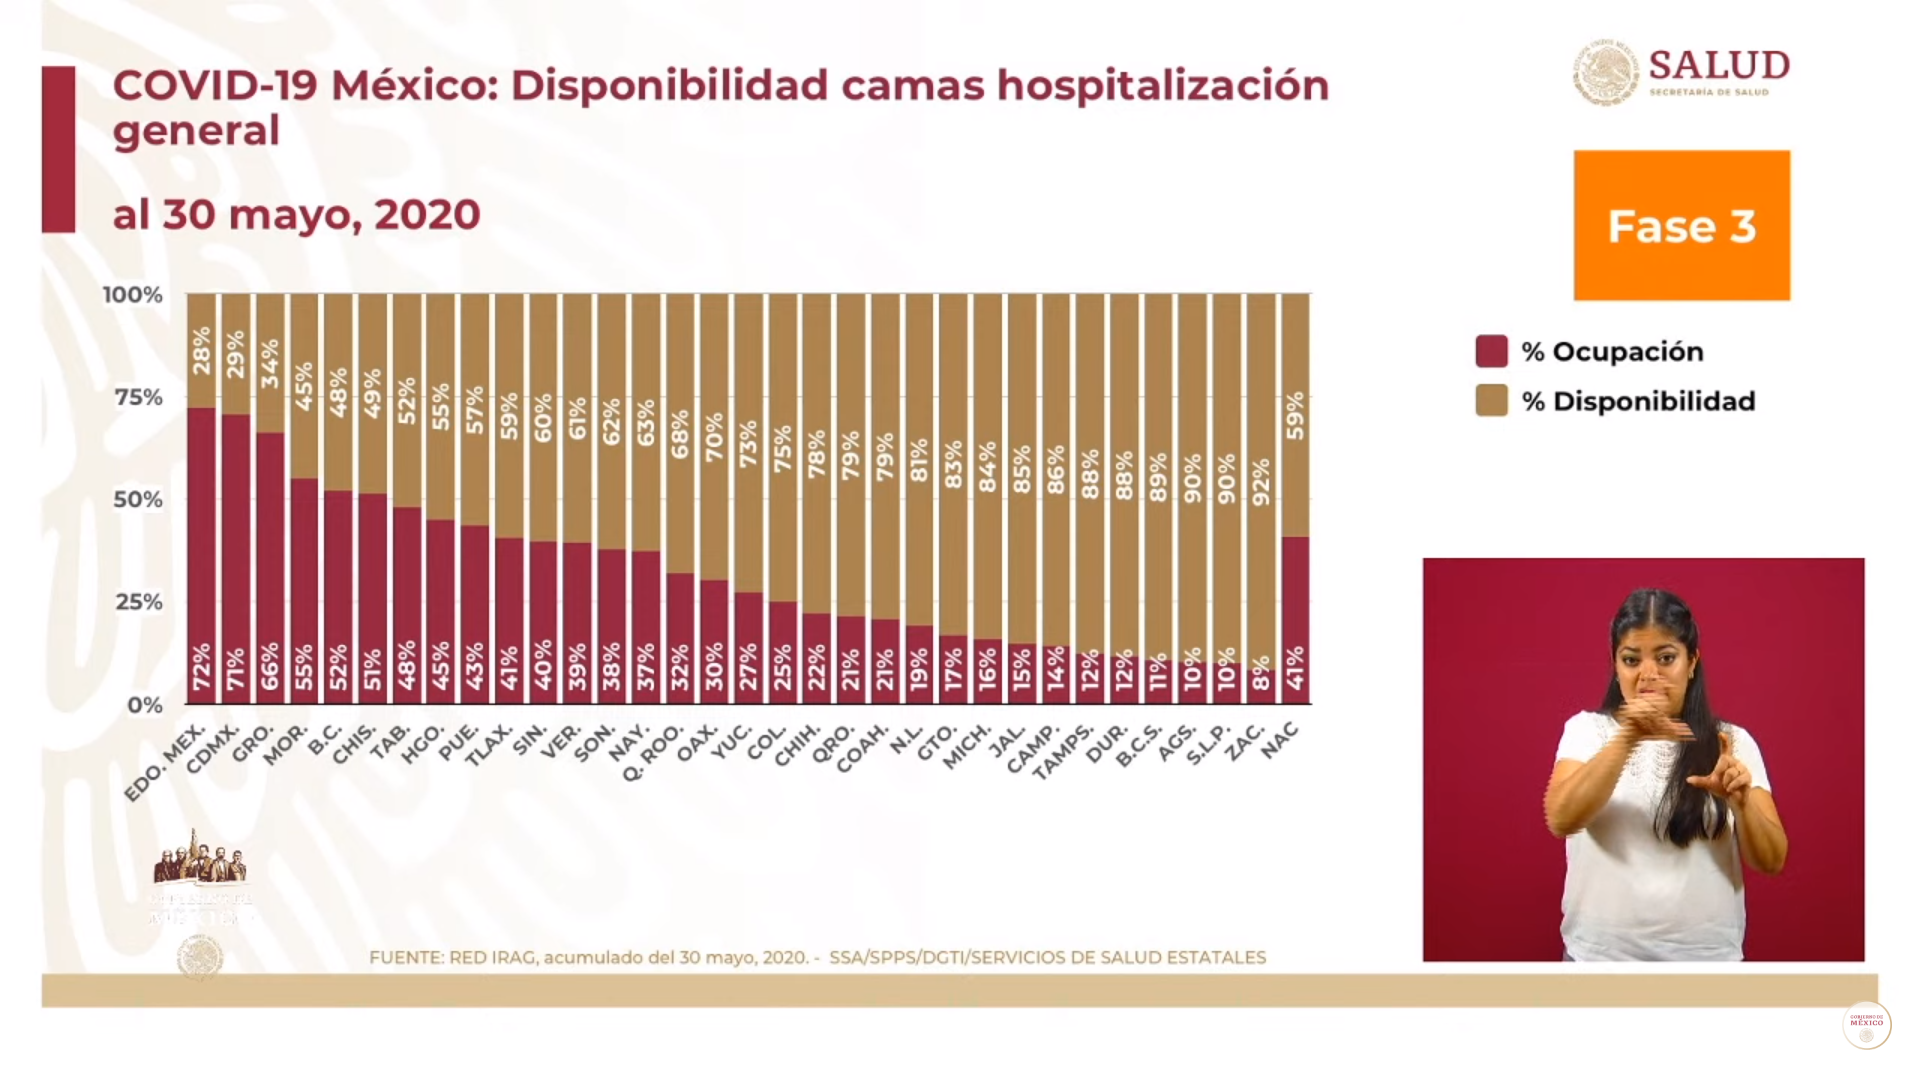 COVID-19 México: Disponibilidad camas hospitalización
general
al 30 mayo, 2020
SALUD
SECRETARÍA DE SALUD
Fase 3
% Ocupación
% Disponibilidad
100%
75%
50%
25%
0%
28% 29% 34% 45% 48% 49% 52% 55% 57% 59% 60% 61% 62% 63% 68% 70% 73% 75% 78% 79% 79% 81% 83% 84% 85% 86% 88% 88% 89% 90% 90% 92% 59%
72% 71% 66% 55% 52% 51% 48% 45% 43% 41% 40% 39% 38% 37% 32% 30% 27% 25% 22% 21% 21% 19% 17% 16% 15% 14% 12% 12% 11% 10% 10% 8% 41%
EDO. MEX. CDMX. GRO. MOR. B.C. CHIS. TAB. HGO. PUE. TLAX. SIN. VER. SON. NAY. Q. ROO. OAX. YUC. COL. CHIH. QRO. COAH. N.L. GTO. MICH. JAL. CAMP. TAMPS. DUR. B.C.S. AGS. S.L.P. ZAC. NAC
GOBIERNO DE
MÉXICO
FUENTE: RED IRAG, acumulado del 30 mayo, 2020. - SSA/SPPS/DGTI/SERVICIOS DE SALUD ESTATALES
GOBIERNO DE
MÉXICO